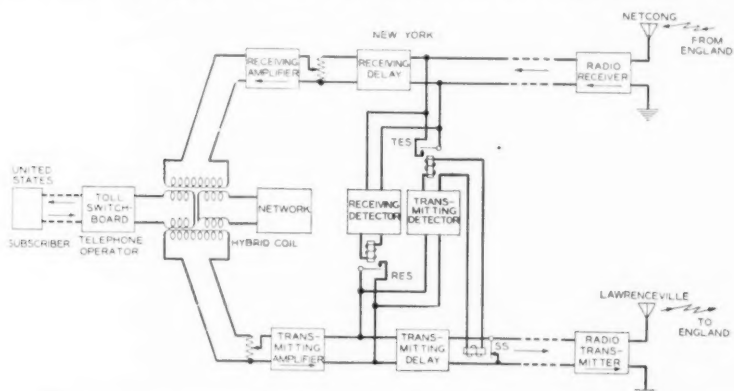 NETCONG
FROM
ENGLAND
NEW YORK
RECEIVING
AMPLIFIER
RECEIVING
DELAY
RADIO
RECEIVER
TES
UNITED
STATES
SUBSCRIBER
TOLL
SWITCH-
BOARD
TELEPHONE
OPERATOR
HYBRID COIL
NETWORK
RECEIVING
DETECTOR
TRANS-
MITTING
DETECTOR
RES
LAWRENCEVILLE
TO
ENGLAND
TRANS-
MITTING
AMPLIFIER
TRANS-
MITTING
DELAY
SS
RADIO
TRANS-
MITTER